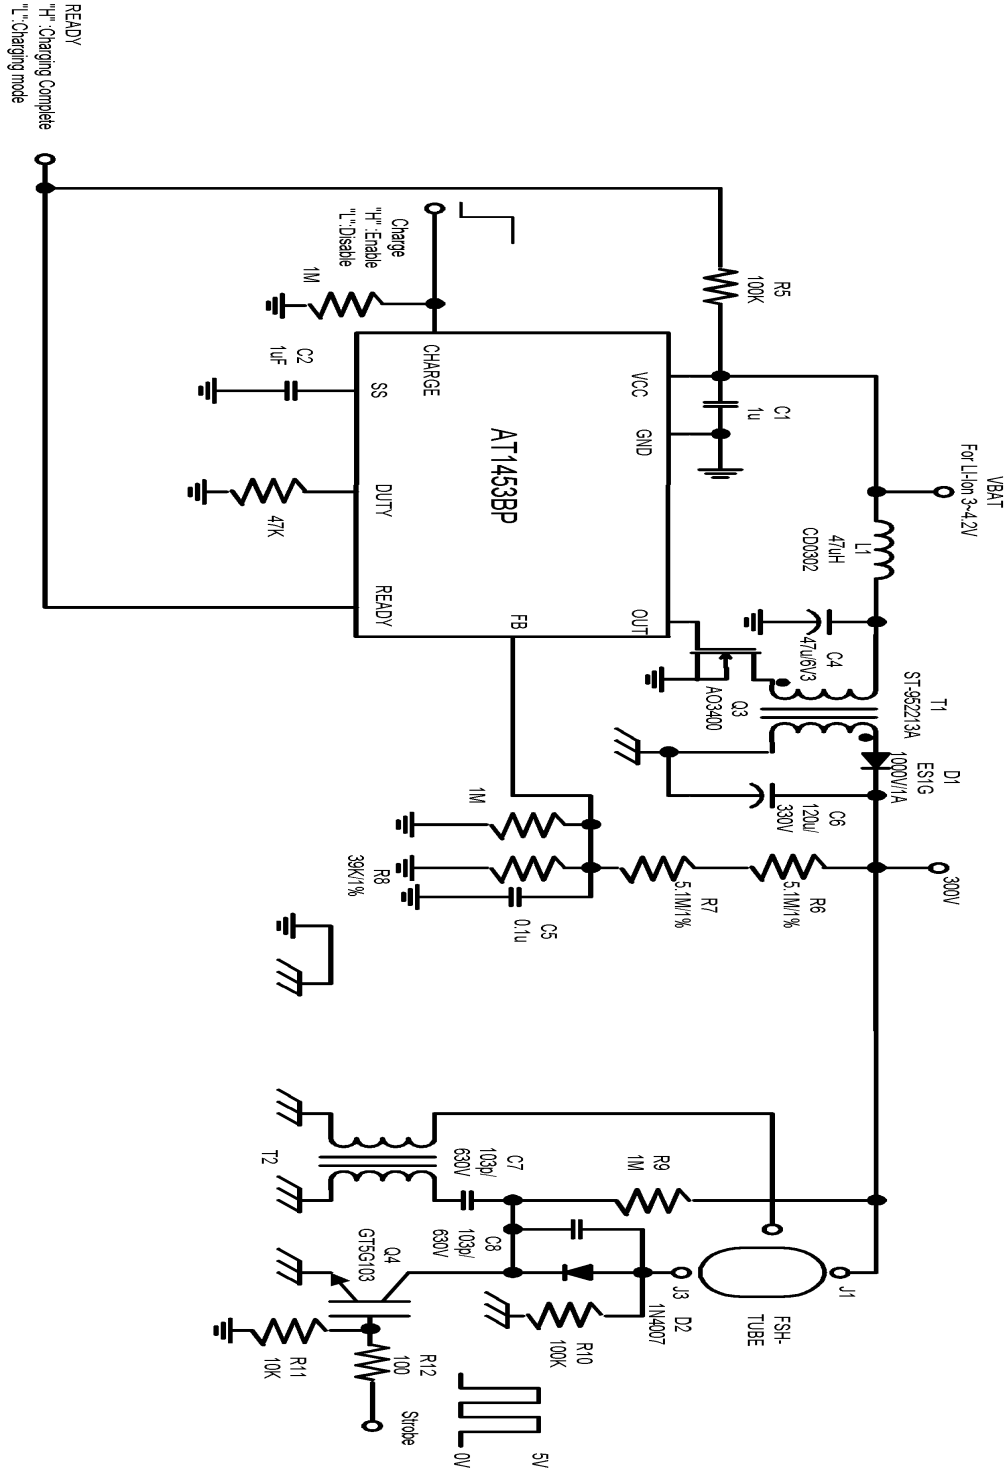 VBAT
For LI-Ion 3~4.2V
L1
47uH
CD0302
T1
ST-952213A
D1
ES1G
1000V/1A
300V
C4
47u/6V3
C6
120u/
330V
R6
5.1M/1%
R7
5.1M/1%
R5
100K
C1
1u
Q3
AO3400
VCC
GND
OUT
AT1453BP
FB
CHARGE
SS
DUTY
READY
Charge
"H" :Enable
"L":Disable
1M
C2
1uF
47K
1M
R8
39K/1%
C5
0.1u
READY
"H" :Charging Complete
"L":Charging mode
J1
FSH-
TUBE
J3
D2
1N4007
R9
1M
C7
103p/
630V
C8
103p/
630V
R10
100K
T2
Q4
GT5G103
R11
10K
R12
100
Strobe
5V
0V